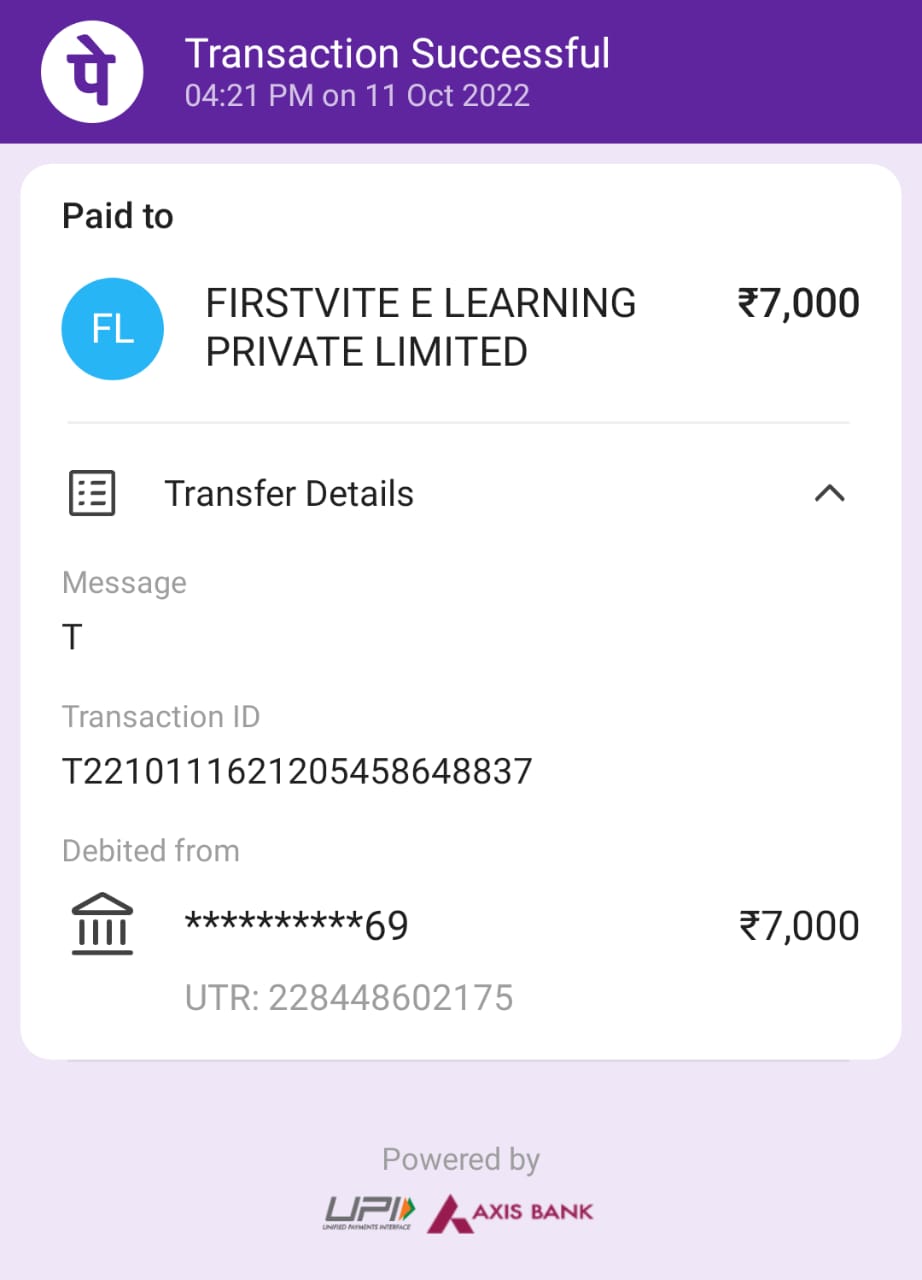 पे
Transaction Successful
04:21 PM on 11 Oct 2022
Paid to
FL
FIRSTVITE E LEARNING
PRIVATE LIMITED
₹7,000
Transfer Details
Message
T
Transaction ID
T2210111621205458648837
Debited from
**********69
₹7,000
UTR: 228448602175
Powered by
UPI
UNIFIED PAYMENTS INTERFACE
AXIS BANK